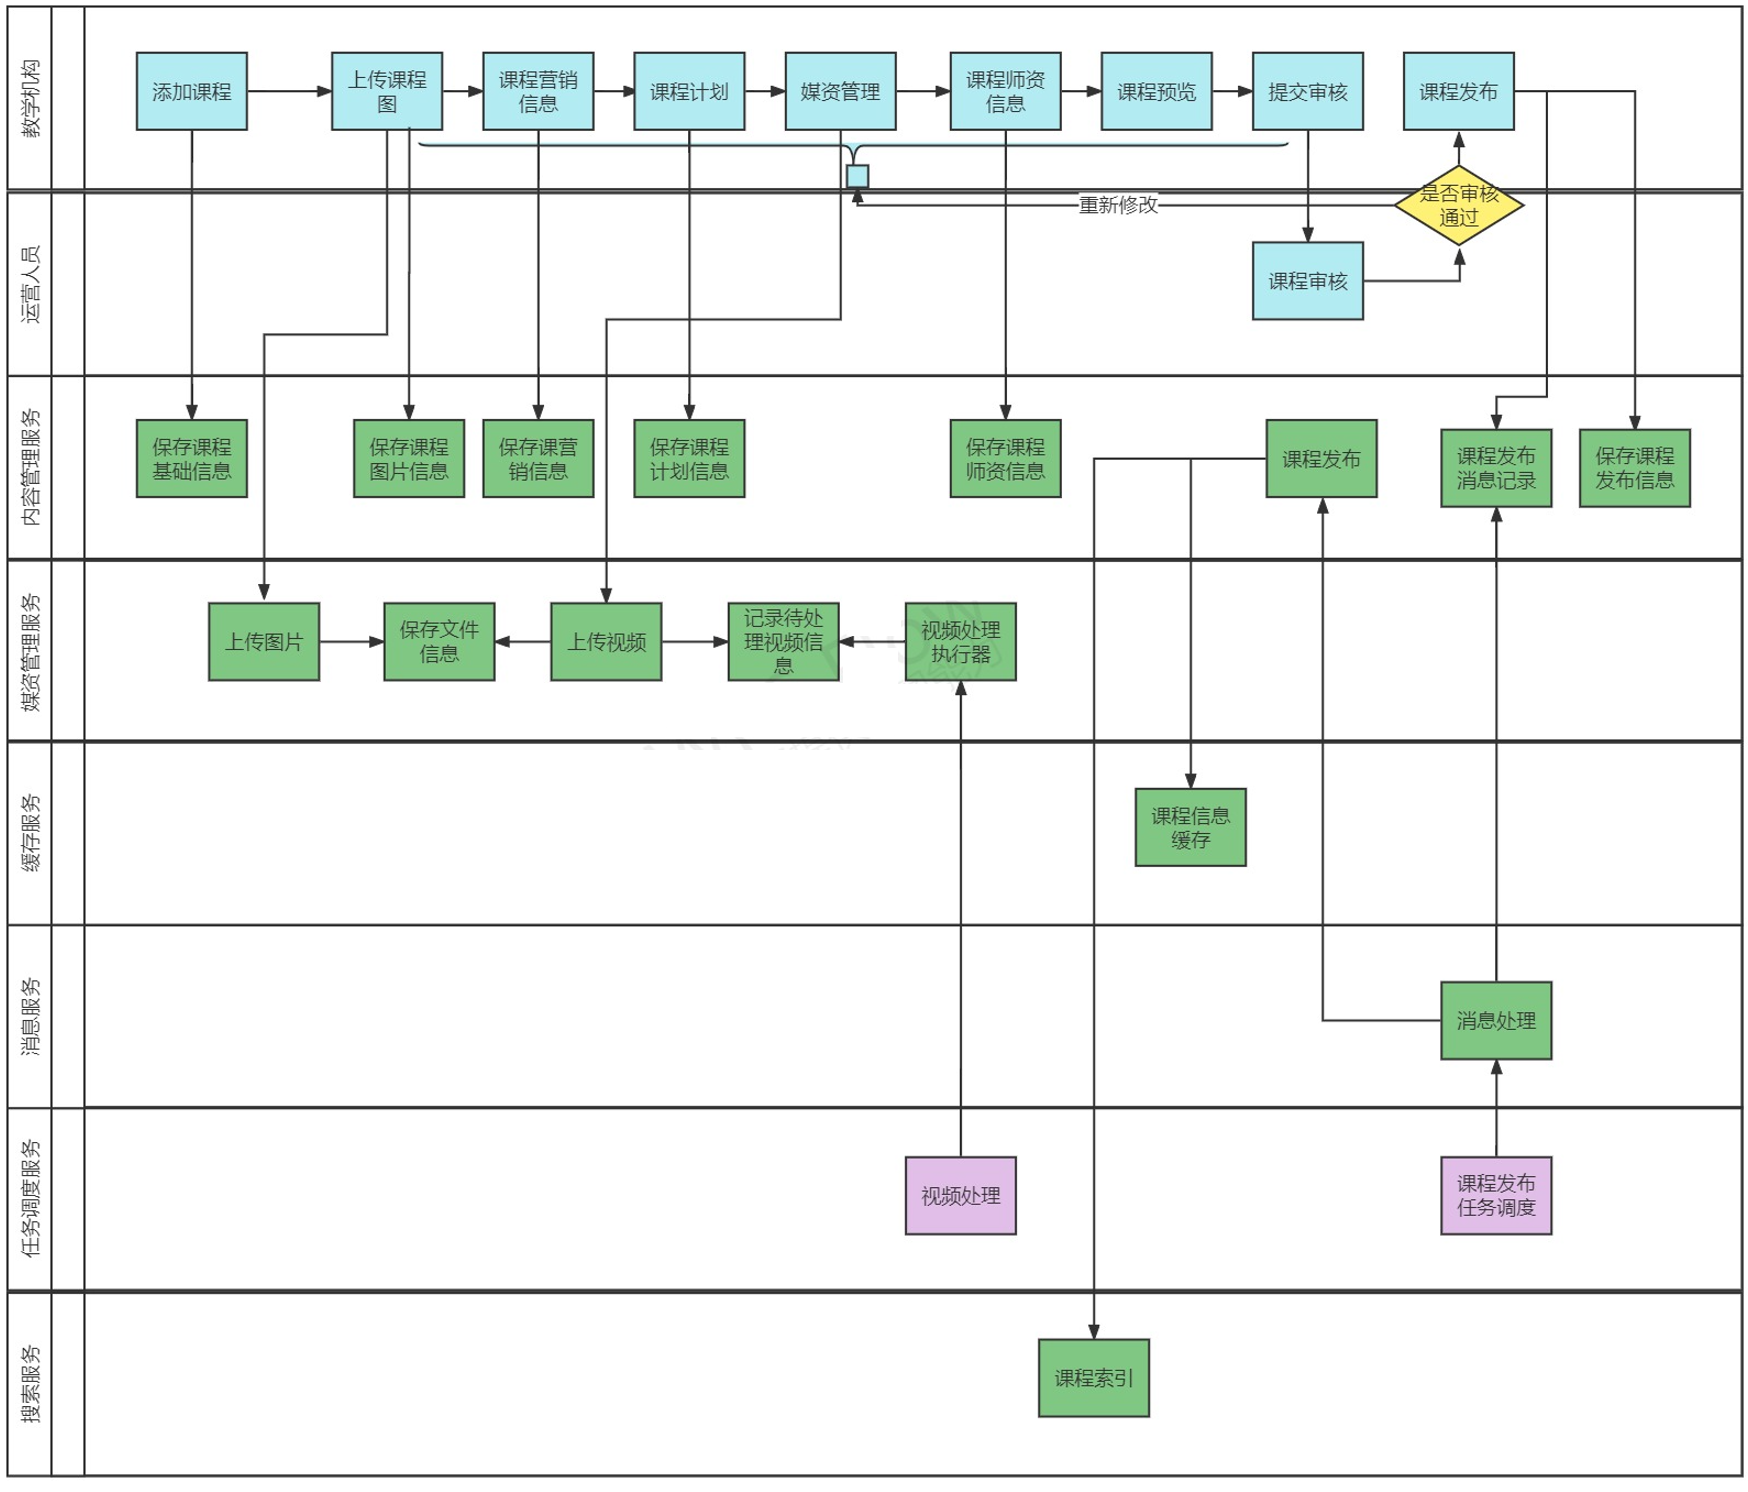 教学机构
添加课程
上传课程
图
课程营销
信息
课程计划
媒资管理
课程师资
信息
课程预览
提交审核
课程发布
运营人员
重新修改
是否审核
通过
课程审核
内容管理服务
保存课程
基础信息
保存课程
图片信息
保存课营
销信息
保存课程
计划信息
保存课程
师资信息
课程发布
课程发布
消息记录
保存课程
发布信息
媒资管理服务
上传图片
保存文件
信息
上传视频
记录待处
理视频信
息
视频处理
执行器
缓存服务
课程信息
缓存
消息服务
消息处理
任务调度服务
视频处理
课程发布
任务调度
搜索服务
课程索引